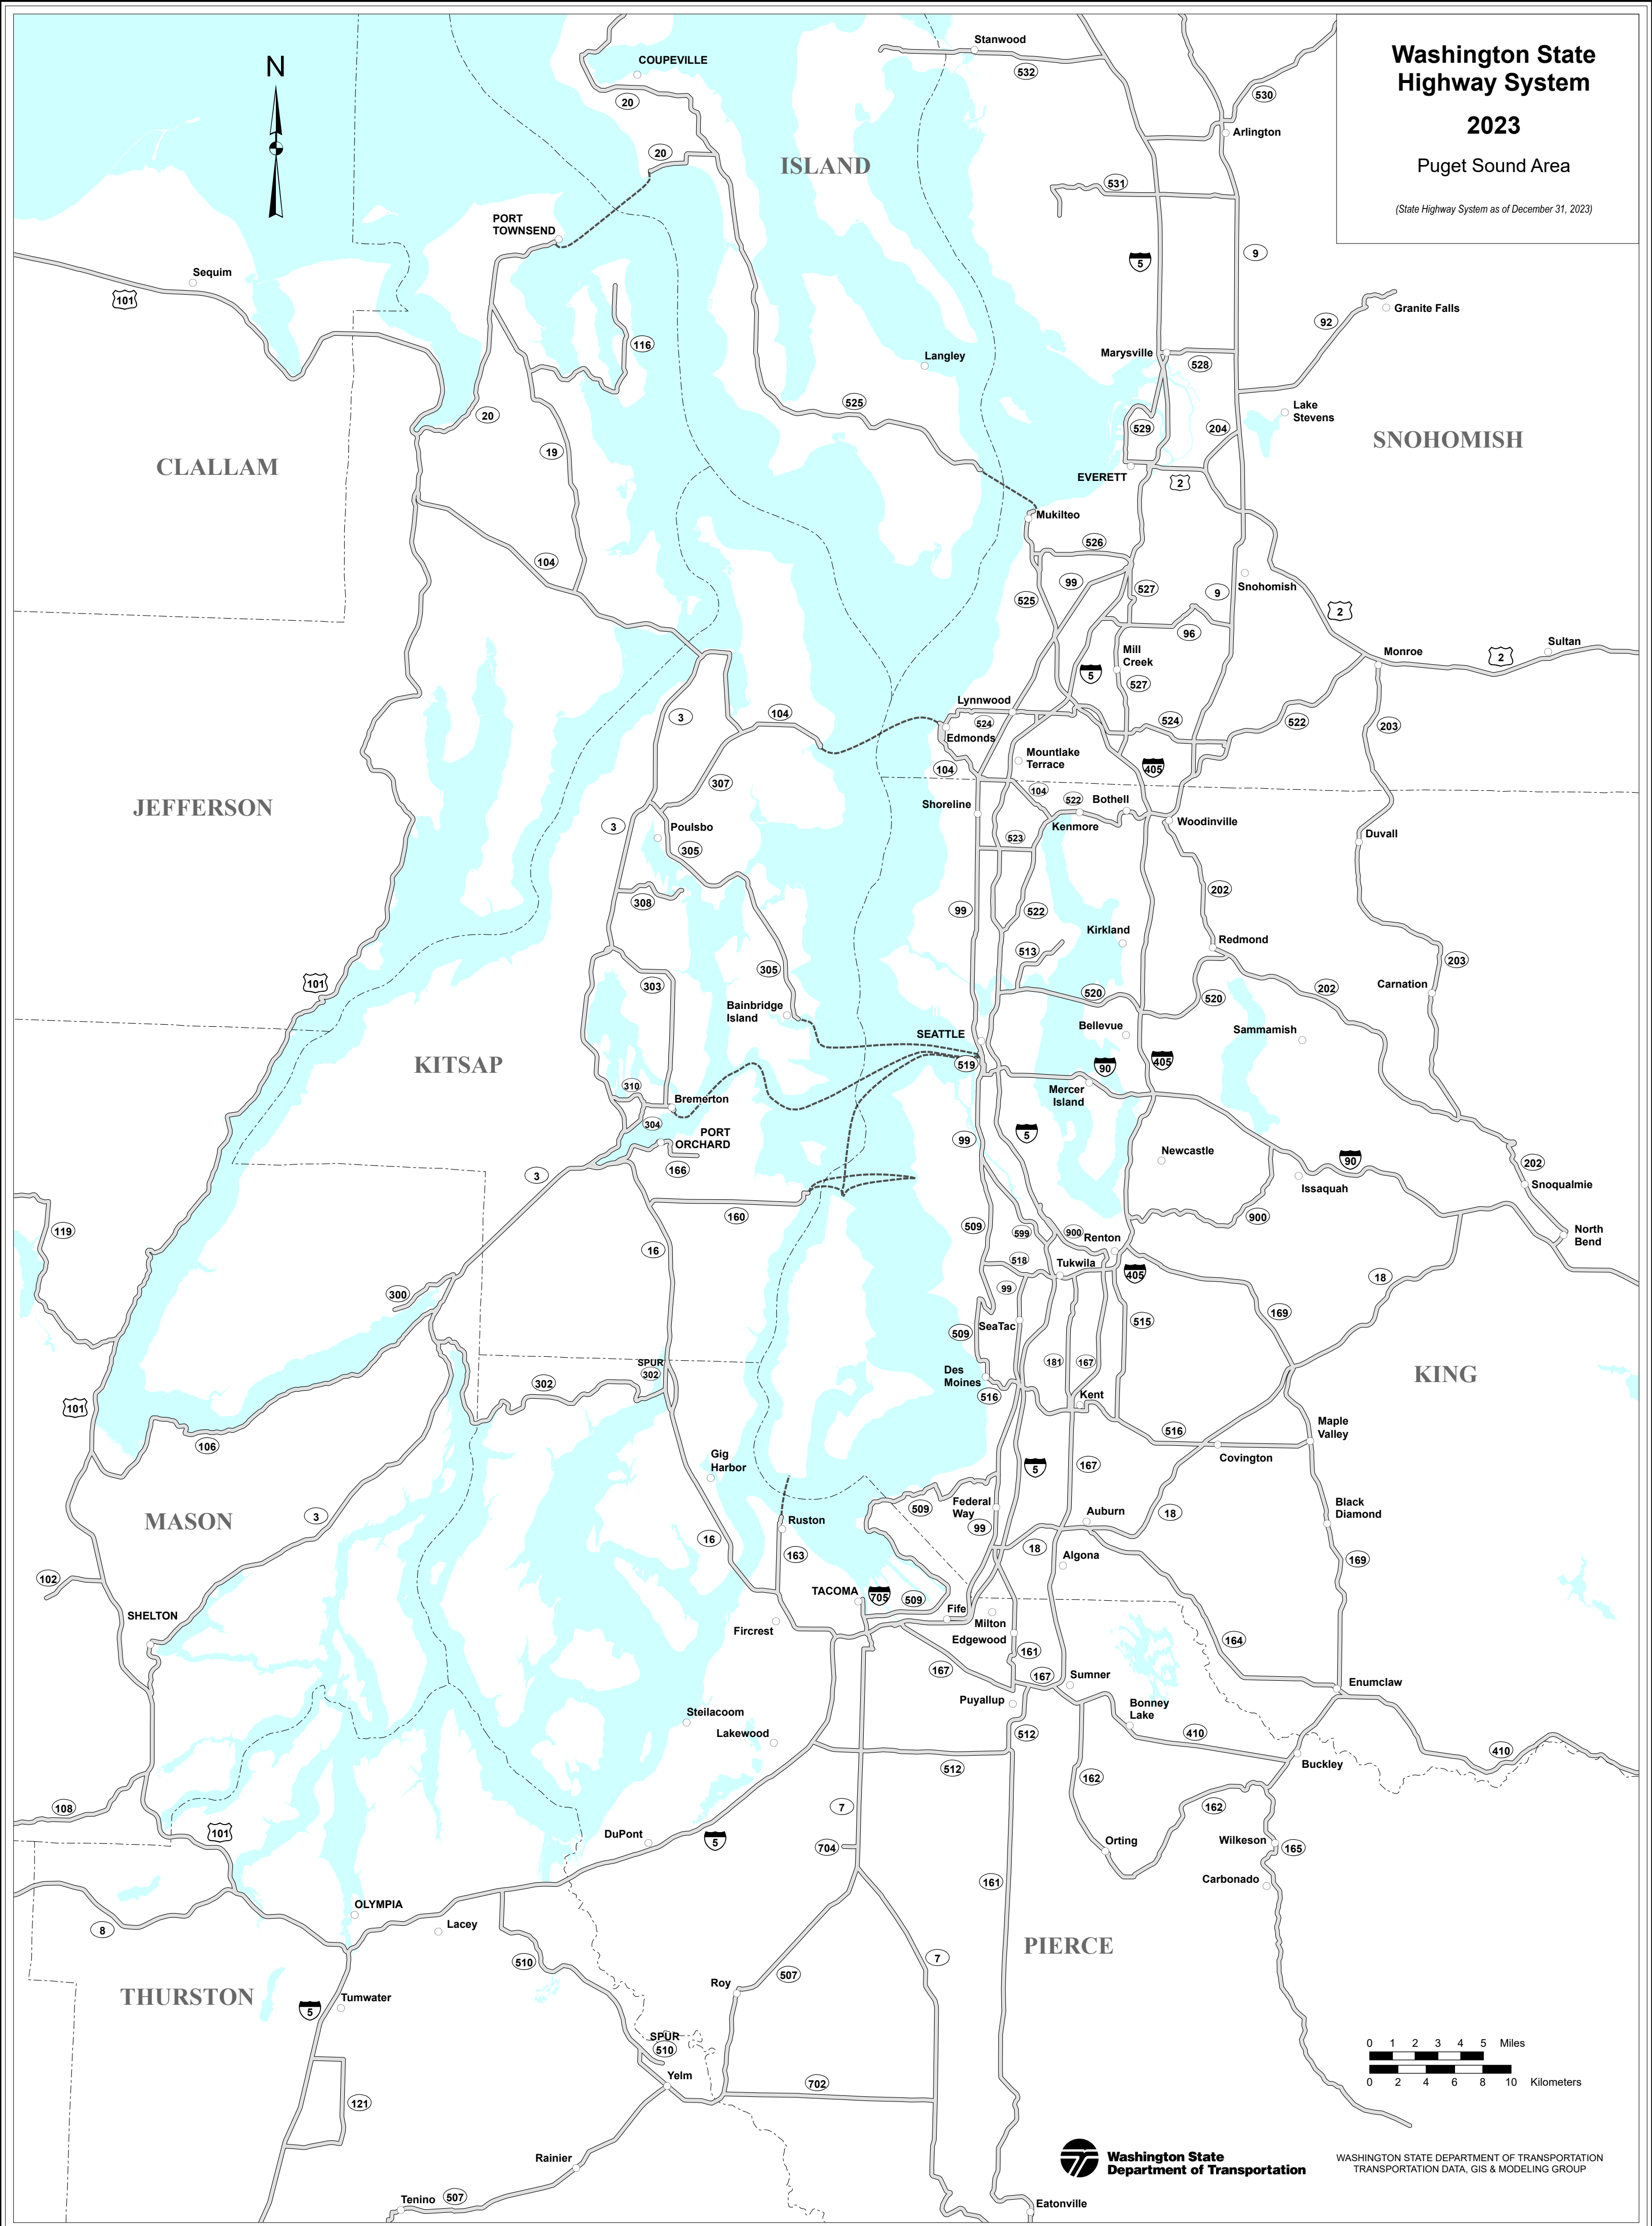 Washington State
Highway System
2023
Puget Sound Area
(State Highway System as of December 31, 2023)
N
COUPEVILLE
Stanwood
532
20
530
Arlington
20
ISLAND
531
PORT
TOWNSEND
9
5
Sequim
101
Granite Falls
92
116
Marysville
528
Langley
525
Lake
Stevens
20
529
204
SNOHOMISH
19
CLALLAM
EVERETT
2
Mukilteo
526
104
99
527
Snohomish
525
9
2
96
Sultan
Mill
Creek
Monroe
2
5
527
Lynnwood
3
104
524
524
522
203
Edmonds
Mountlake
Terrace
104
405
307
104
522
Bothell
JEFFERSON
Shoreline
Kenmore
Woodinville
3
Poulsbo
523
Duvall
305
202
308
99
522
Kirkland
Redmond
513
203
305
101
303
520
520
202
Carnation
Bainbridge
Island
Bellevue
Sammamish
SEATTLE
KITSAP
519
90
405
310
Mercer
Island
Bremerton
304
PORT
ORCHARD
99
5
Newcastle
90
202
166
3
Issaquah
Snoqualmie
160
900
119
509
599
900
Renton
North
Bend
16
518
Tukwila
405
18
300
99
169
SeaTac
509
515
SPUR
302
181
167
Des
Moines
KING
302
516
Kent
101
Maple
Valley
516
106
Covington
Gig
Harbor
5
167
MASON
3
509
Federal
Way
Black
Diamond
Auburn
18
Ruston
99
16
163
18
Algona
169
102
TACOMA
705
509
Fife
SHELTON
Milton
Fircrest
Edgewood
164
161
167
167
Sumner
Enumclaw
Puyallup
Bonney
Lake
Steilacoom
Lakewood
512
410
410
512
Buckley
162
108
7
162
101
DuPont
5
704
Orting
Wilkeson
165
161
Carbonado
OLYMPIA
8
Lacey
PIERCE
510
7
THURSTON
Roy
507
Tumwater
5
SPUR
510
0 1 2 3 4 5 Miles
Yelm
702
0 2 4 6 8 10 Kilometers
121
Washington State
Department of Transportation
WASHINGTON STATE DEPARTMENT OF TRANSPORTATION
TRANSPORTATION DATA, GIS & MODELING GROUP
Rainier
Tenino
507
Eatonville